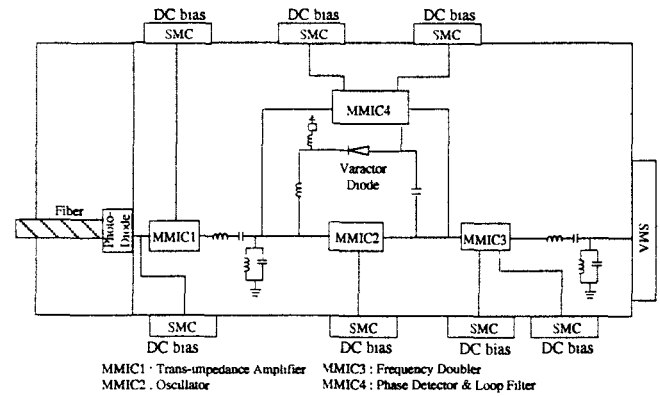 DC bias DC bias DC bias
SMC SMC SMC
MMIC4
Varactor
Diode
Fiber
Photo-
Diode
MMIC1 MMIC2 MMIC3
SMA
SMC SMC SMC SMC
DC bias DC bias DC bias DC bias
MMIC1 : Trans-impedance Amplifier MMIC3 : Frequency Doubler
MMIC2 . Oscillator MMIC4 : Phase Detector & Loop Filter